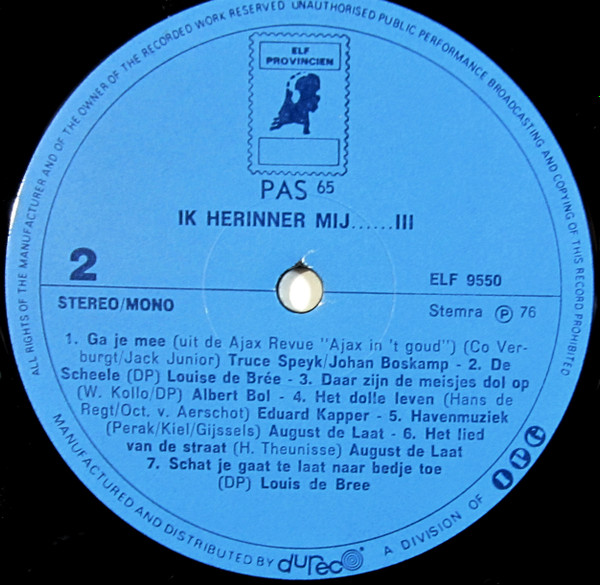 ALL RIGHTS OF THE MANUFACTURER AND OF THE OWNER OF THE RECORDED WORK RESERVED UNAUTHORISED PUBLIC PERFORMANCE BROADCASTING AND COPYING OF THIS RECORD PROHIBITED
ELF
PROVINCIEN
PAS 65
IK HERINNER MIJ......III
2
ELF 9550
STEREO/MONO
Stemra Ⓟ 76
1. Ga je mee (uit de Ajax Revue "Ajax in 't goud") (Co Ver-
burgt/Jack Junior) Truce Speyk/Johan Boskamp - 2. De
Scheele (DP) Louise de Brée - 3. Daar zijn de meisjes dol op
(W. Kollo/DP) Albert Bol - 4. Het dolle leven (Hans de
Regt/Oct. v. Aerschot) Eduard Kapper - 5. Havenmuziek
(Perak/Kiel/Gijssels) August de Laat - 6. Het lied
van de straat (H. Theunisse) August de Laat
7. Schat je gaat te laat naar bedje toe
(DP) Louis de Bree
MANUFACTURED AND DISTRIBUTED BY dureco A DIVISION OF